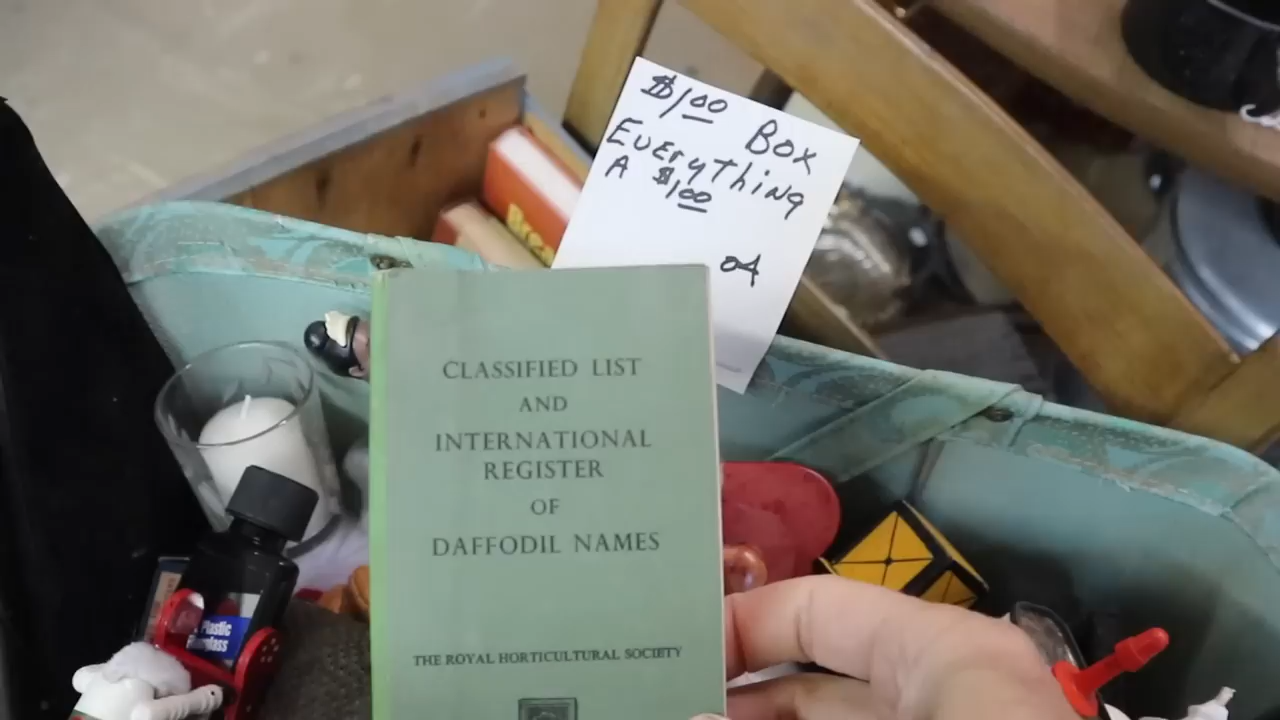 $1.00 Box
EvErything
A $1.00
CLASSIFIED LIST
AND
INTERNATIONAL
REGISTER
OF
DAFFODIL NAMES
THE ROYAL HORTICULTURAL SOCIETY
Plastic